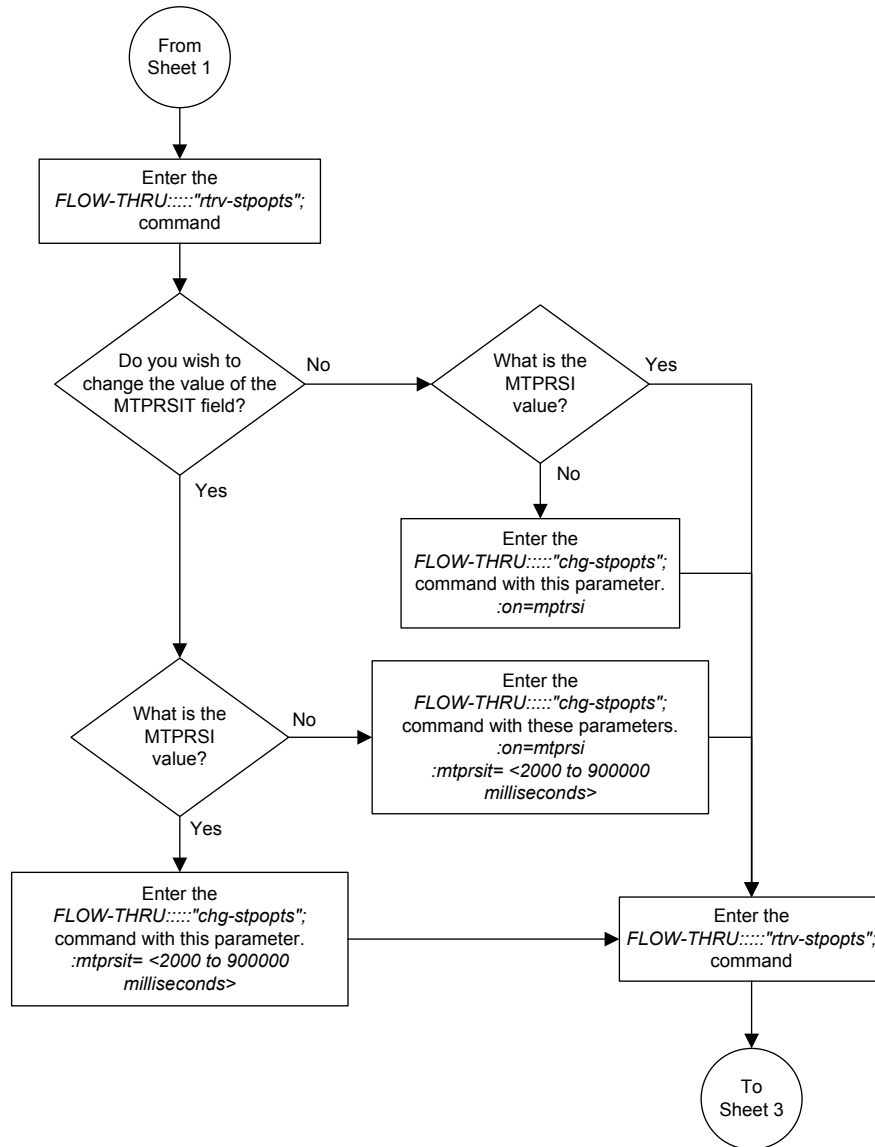 From
Sheet 1
Enter the
FLOW-THRU:::::"rtrv-stpopts";
command
Do you wish to
change the value of the
MTPRSIT field?
No
What is the
MTPRSI
value?
Yes
No
Enter the
FLOW-THRU:::::"chg-stpopts";
command with this parameter.
:on=mptrsi
Yes
What is the
MTPRSI
value?
No
Enter the
FLOW-THRU:::::"chg-stpopts";
command with these parameters.
:on=mtprsi
:mtprsit= <2000 to 900000
milliseconds>
Yes
Enter the
FLOW-THRU:::::"chg-stpopts";
command with this parameter.
:mtprsit= <2000 to 900000
milliseconds>
Enter the
FLOW-THRU:::::"rtrv-stpopts";
command
To
Sheet 3